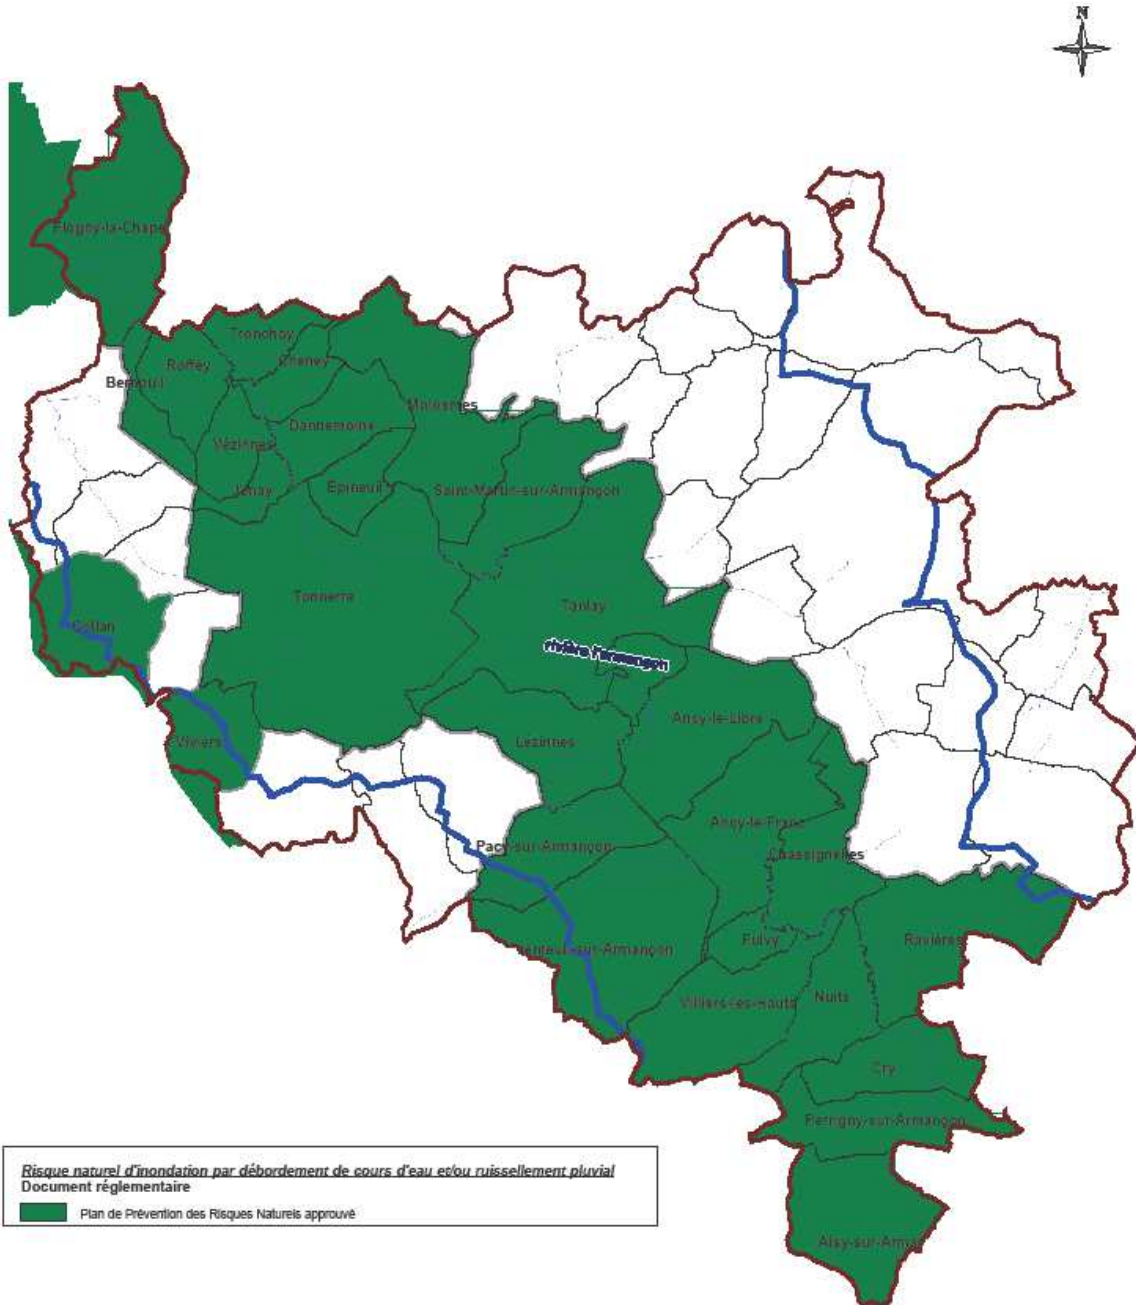 N
Flogny-la-Chape
Tronchoy
Cheney
Roffey
Bernouil
Molosmes
Dannemoine
Vézinnes
Junay
Epineuil
Saint-Martin-sur-Armançon
Tonnerre
Tanlay
Collan
rivière l'armançon
Ancy-le-Libre
Viviers
Lézinnes
Ancy-le-Franc
Pacy-sur-Armançon
Chassignelles
Fulvy
Ravières
Villiers-les-Hauts
Nuits
Cry
Perrigny-sur-Armançon
Aisy-sur-Arma
Risque naturel d'inondation par débordement de cours d'eau et/ou ruissellement pluvial
Document réglementaire
Plan de Prévention des Risques Naturels approuvé